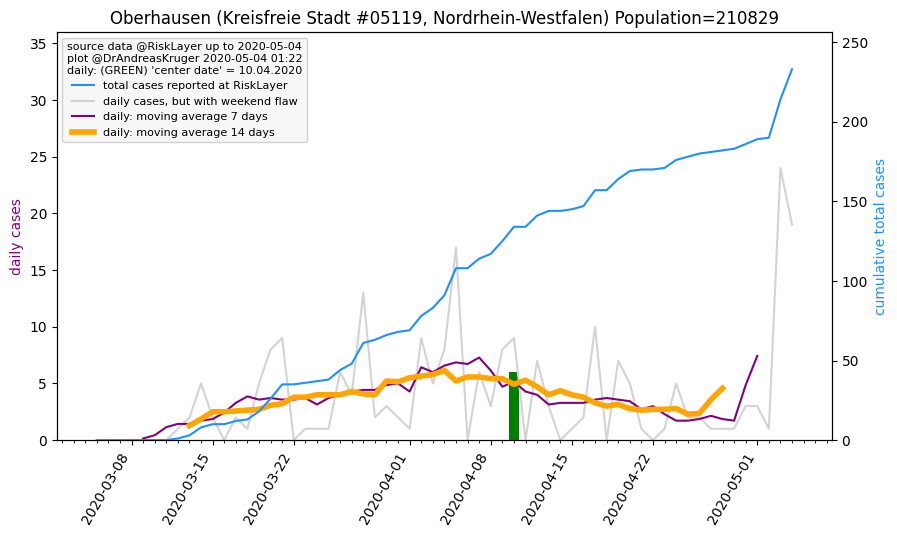 Oberhausen (Kreisfreie Stadt #05119, Nordrhein-Westfalen) Population=210829
source data @RiskLayer up to 2020-05-04
plot @DrAndreasKruger 2020-05-04 01:22
daily: (GREEN) 'center date' = 10.04.2020
total cases reported at RiskLayer
daily cases, but with weekend flaw
daily: moving average 7 days
daily: moving average 14 days
daily cases
35
30
25
20
15
10
5
0
cumulative total cases
250
200
150
100
50
0
2020-03-08
2020-03-15
2020-03-22
2020-04-01
2020-04-08
2020-04-15
2020-04-22
2020-05-01